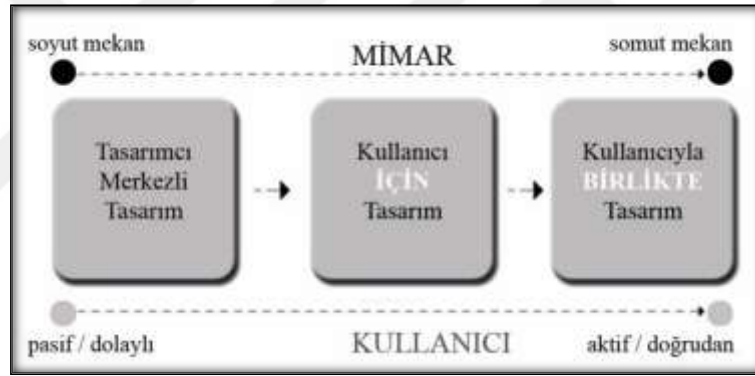 soyut mekan
somut mekan
MİMAR
Tasarımcı
Merkezli
Tasarım
Kullanıcı
İÇİN
Tasarım
Kullanıcıyla
BİRLİKTE
Tasarım
pasif / dolaylı
KULLANICI
aktif / doğrudan